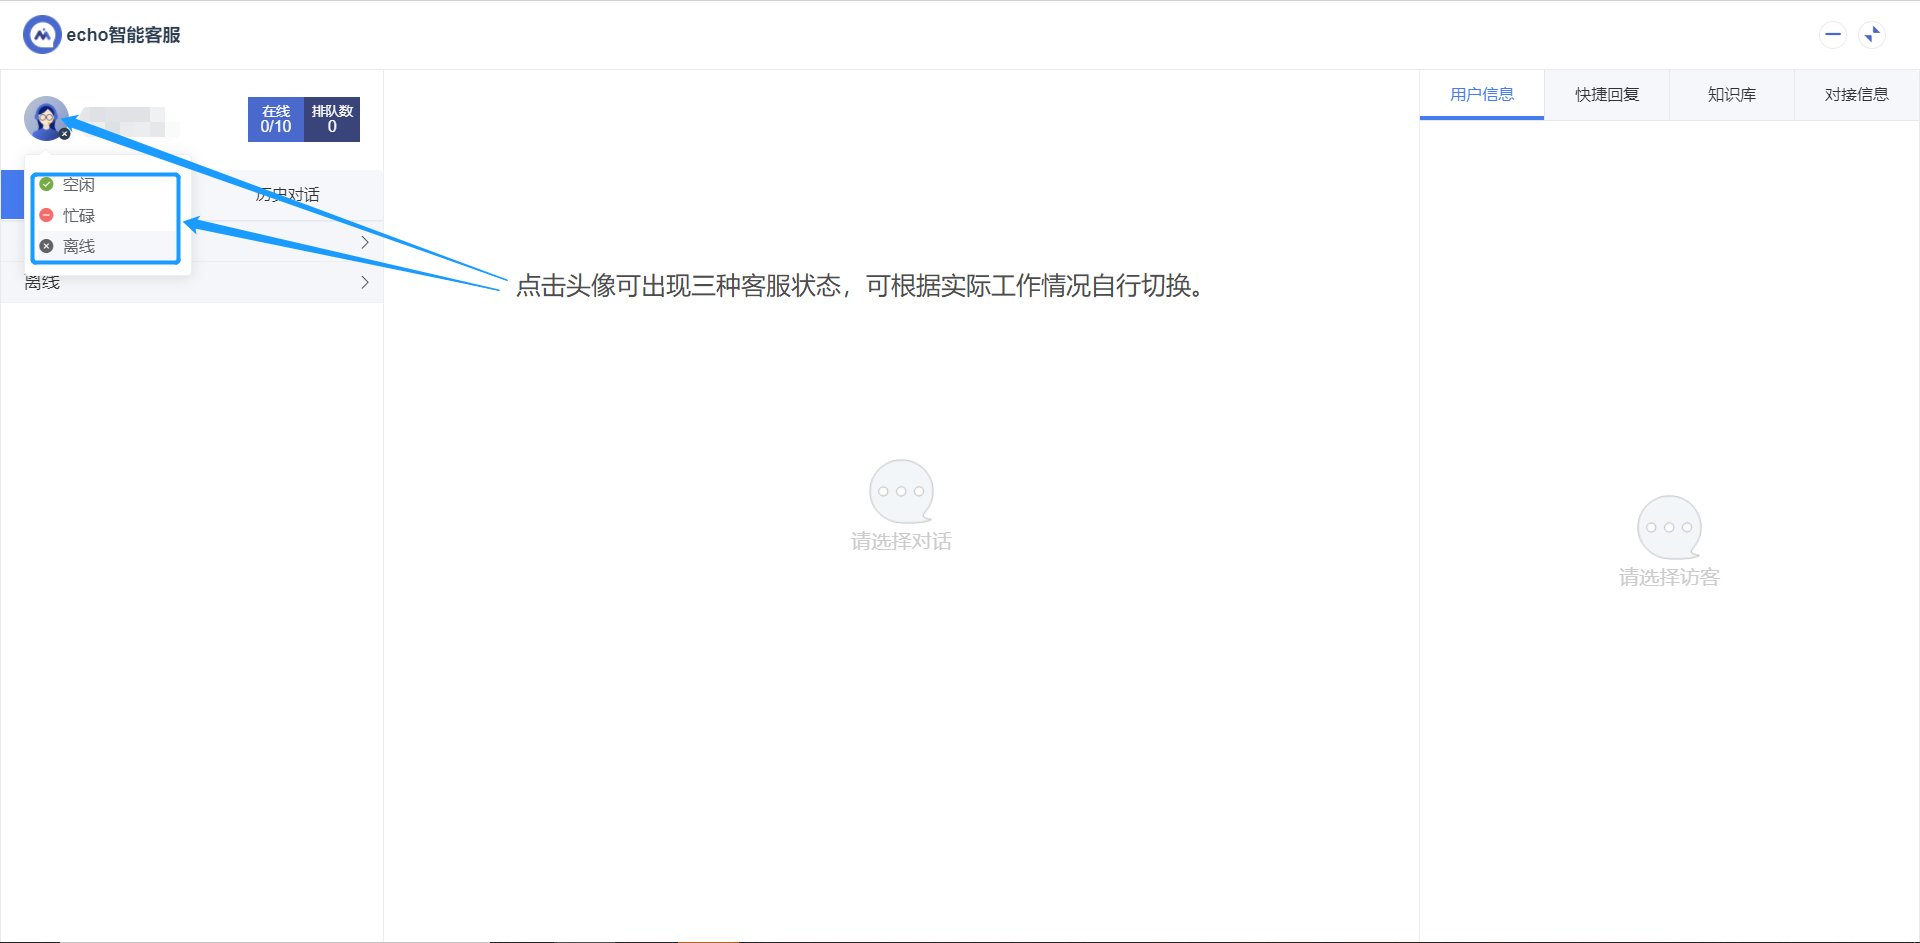 echo智能客服
在线
0/10
排队数
0
空闲
忙碌
离线
历史对话
离线
点击头像可出现三种客服状态，可根据实际工作情况自行切换。
请选择对话
用户信息
快捷回复
知识库
对接信息
请选择访客